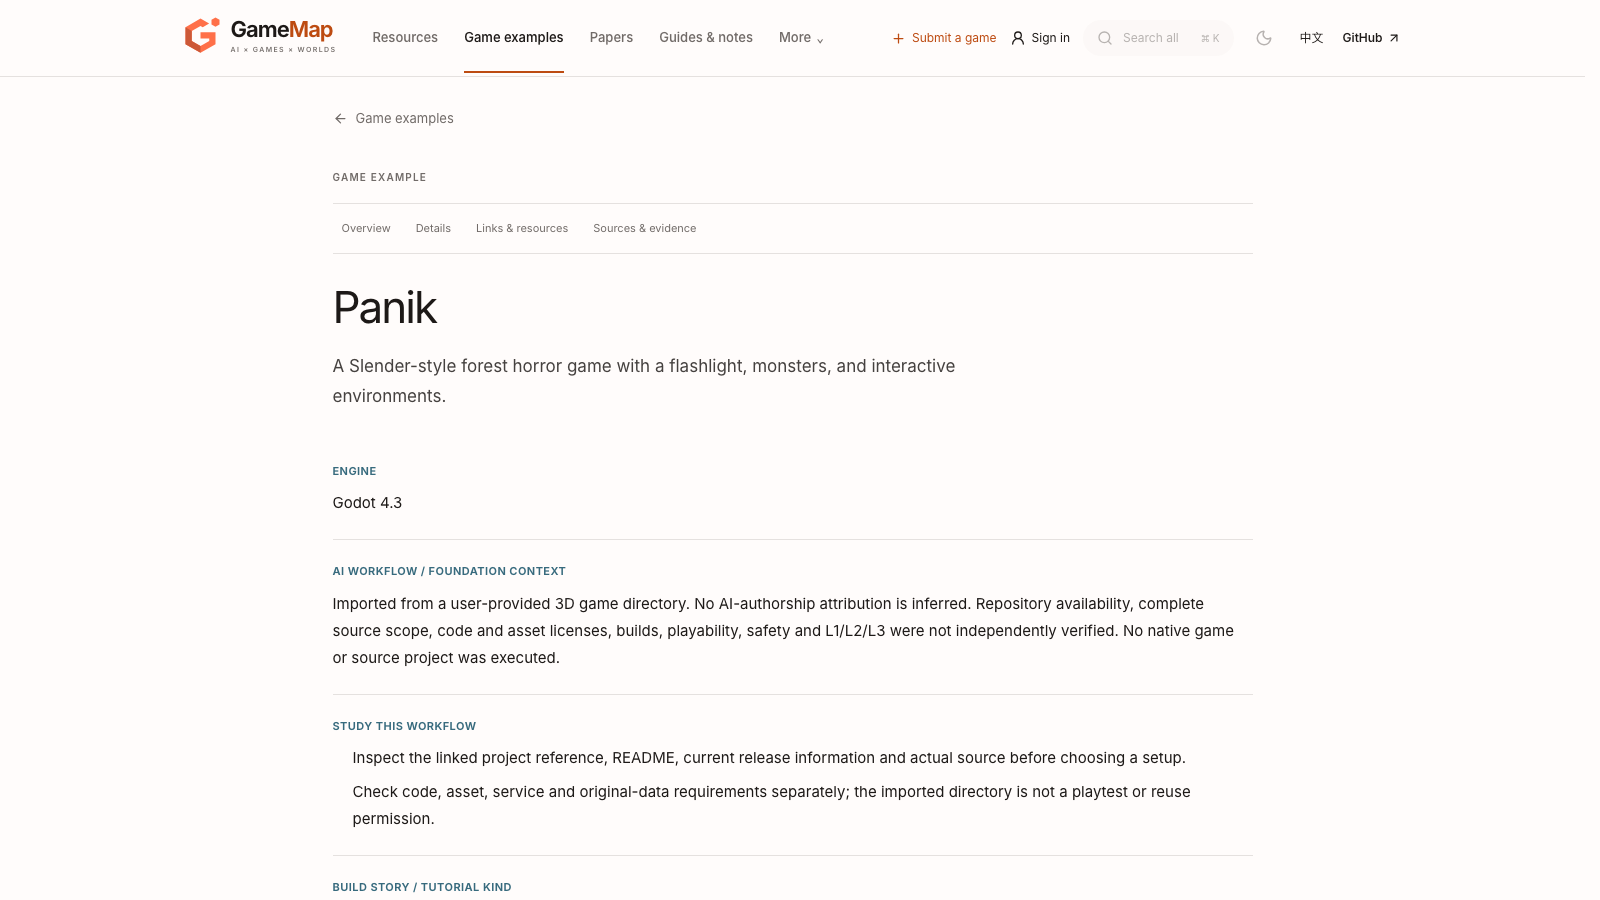 GameMap
AI × GAMES × WORLDS
Resources
Game examples
Papers
Guides & notes
More
Submit a game
Sign in
Search all
⌘ K
中文
GitHub
Game examples
GAME EXAMPLE
Overview
Details
Links & resources
Sources & evidence
Panik
A Slender-style forest horror game with a flashlight, monsters, and interactive
environments.
ENGINE
Godot 4.3
AI WORKFLOW / FOUNDATION CONTEXT
Imported from a user-provided 3D game directory. No AI-authorship attribution is inferred. Repository availability, complete
source scope, code and asset licenses, builds, playability, safety and L1/L2/L3 were not independently verified. No native game
or source project was executed.
STUDY THIS WORKFLOW
Inspect the linked project reference, README, current release information and actual source before choosing a setup.
Check code, asset, service and original-data requirements separately; the imported directory is not a playtest or reuse
permission.
BUILD STORY / TUTORIAL KIND